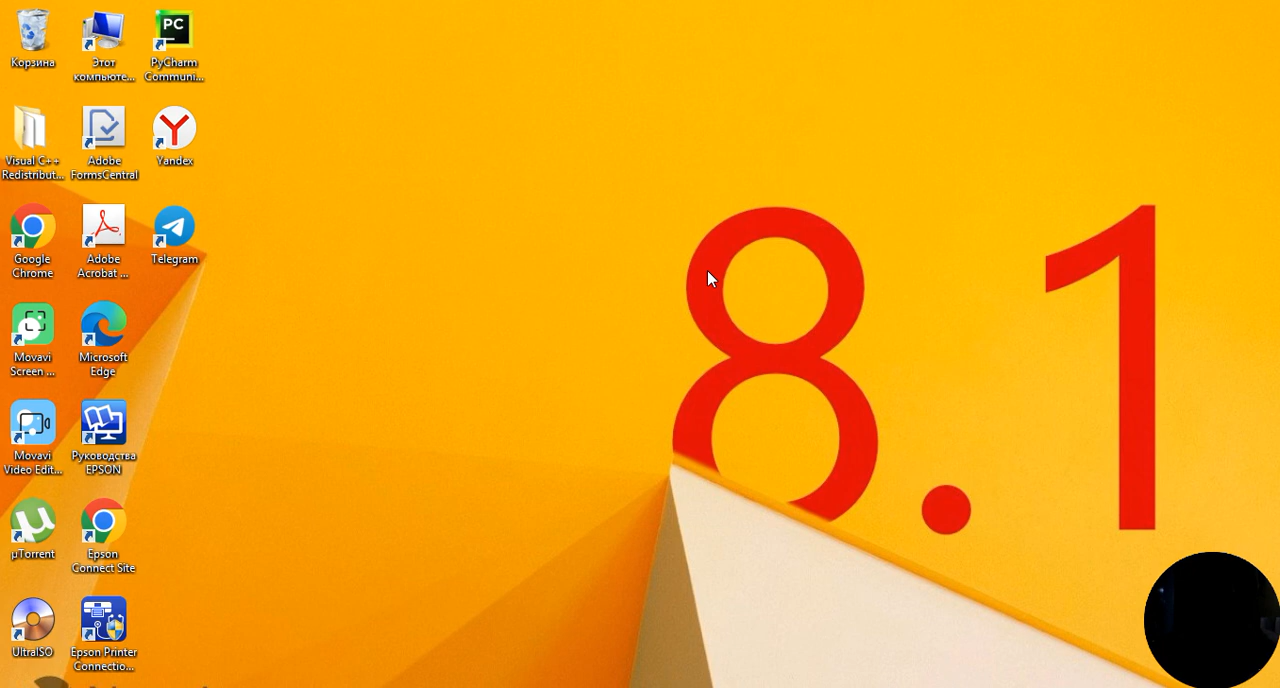 Корзина
Этот
компьюте...
PC
PyCharm
Communi...
Visual C++
Redistribut...
Adobe
FormsCentral
Yandex
Google
Chrome
Adobe
Acrobat ...
Telegram
Movavi
Screen ...
Microsoft
Edge
Movavi
Video Edit...
Руководства
EPSON
µTorrent
Epson
Connect Site
UltraISO
Epson Printer
Connectio...
8.1